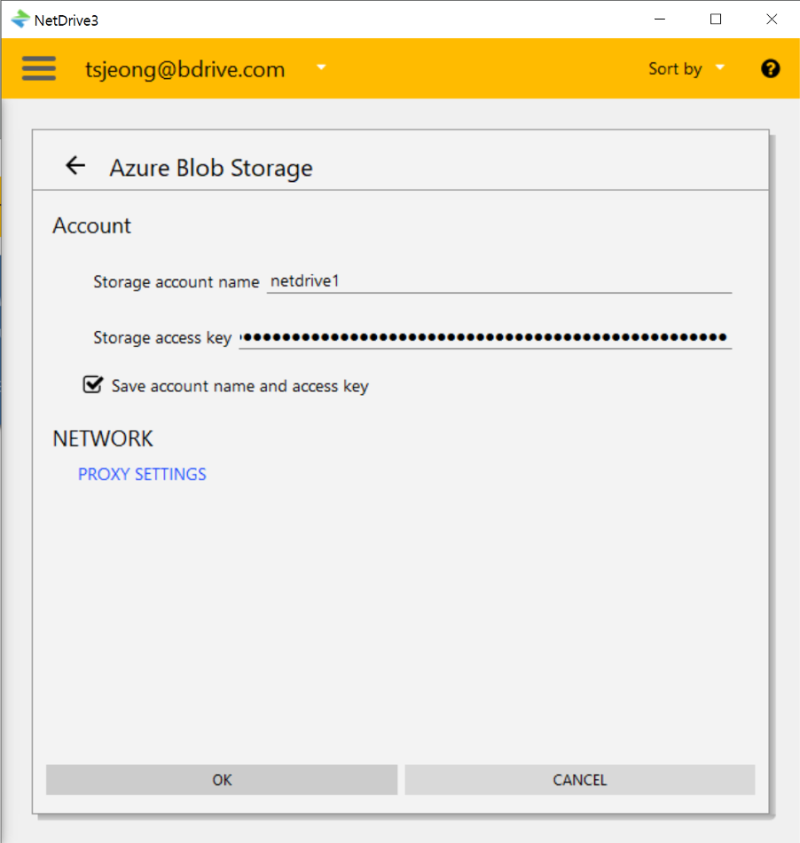 NetDrive3
tsjeong@bdrive.com
Sort by
?
Azure Blob Storage
Account
Storage account name netdrive1
Storage access key ••••••••••••••••••••••••••••••••••••••••••••••••••
Save account name and access key
NETWORK
PROXY SETTINGS
OK
CANCEL